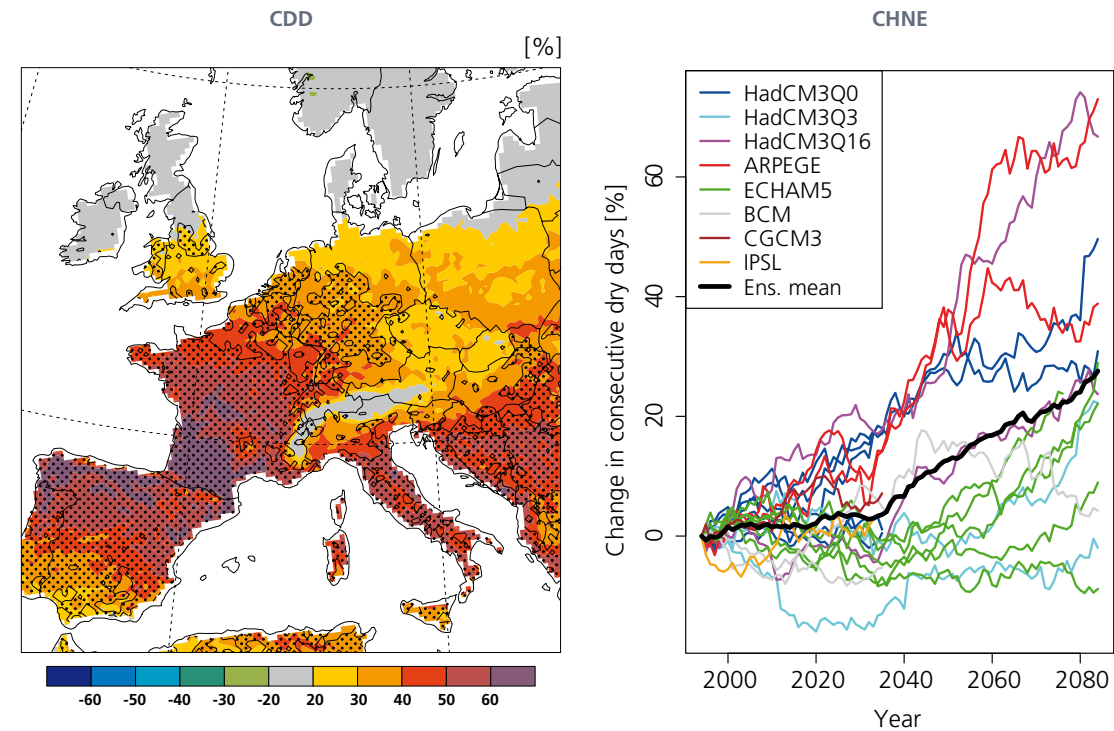 CDD
[%]
-60 -50 -40 -30 -20 20 30 40 50 60
CHNE
HadCM3Q0
HadCM3Q3
HadCM3Q16
ARPEGE
ECHAM5
BCM
CGCM3
IPSL
Ens. mean
Change in consecutive dry days [%]
60
40
20
0
2000 2020 2040 2060 2080
Year